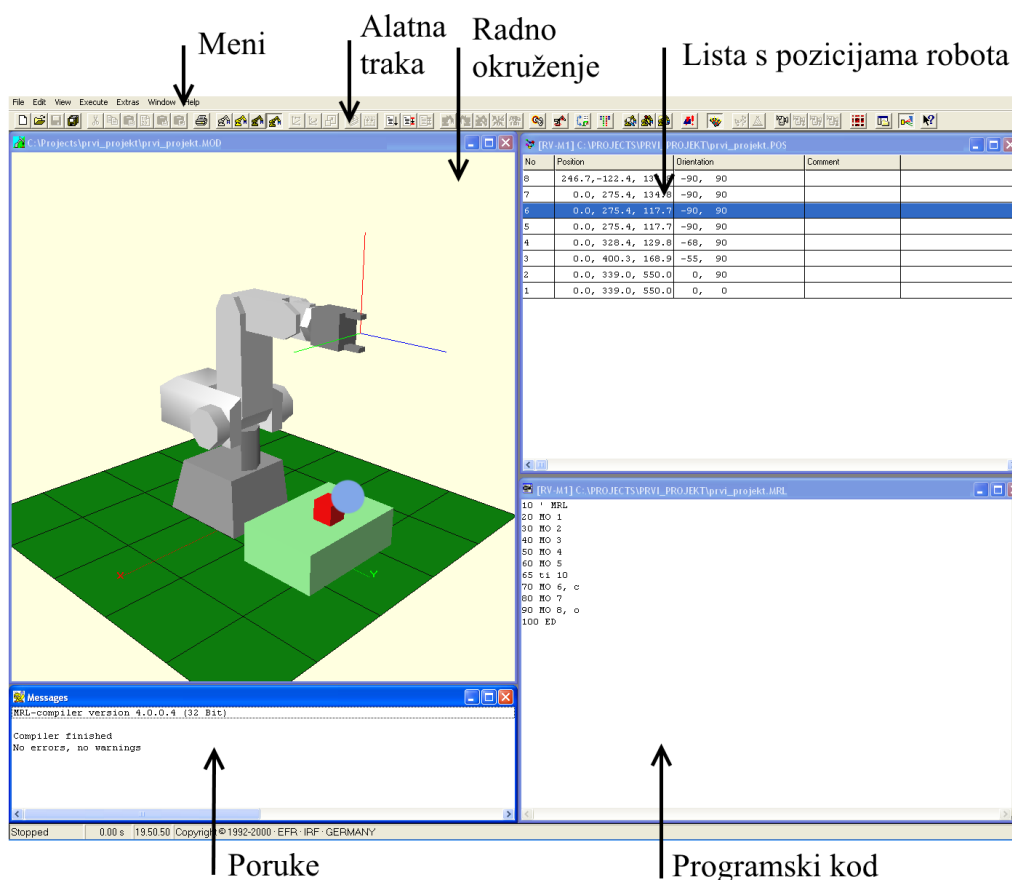 Meni
Alatna
traka
Radno
okruženje
Lista s pozicijama robota
File Edit View Execute Extras Window Help
C:\Projects\prvi_projekt\prvi_projekt.MOD
[RV-M1] C:\PROJECTS\PRVI_PROJEKT\prvi_projekt.POS
No Position Orientation Comment
8 246.7,-122.4, -90, 90
7 0.0, 275.4, 134.8 -90, 90
6 0.0, 275.4, 117.7 -90, 90
5 0.0, 275.4, 117.7 -90, 90
4 0.0, 328.4, 129.8 -68, 90
3 0.0, 400.3, 168.9 -55, 90
2 0.0, 339.0, 550.0 0, 90
1 0.0, 339.0, 550.0 0, 0
Y
[RV-M1] C:\PROJECTS\PRVI_PROJEKT\prvi_projekt.MRL
10 ' MRL
20 MO 1
30 MO 2
40 MO 3
50 MO 4
60 MO 5
65 ti 10
70 MO 6, c
80 MO 7
90 MO 8, o
100 ED
Messages
MRL-compiler version 4.0.0.4 (32 Bit)
Compiler finished
No errors, no warnings
Stopped 0.00 s 19.50.50 Copyright © 1992-2000 · EFR · IRF · GERMANY
Poruke
Programski kod